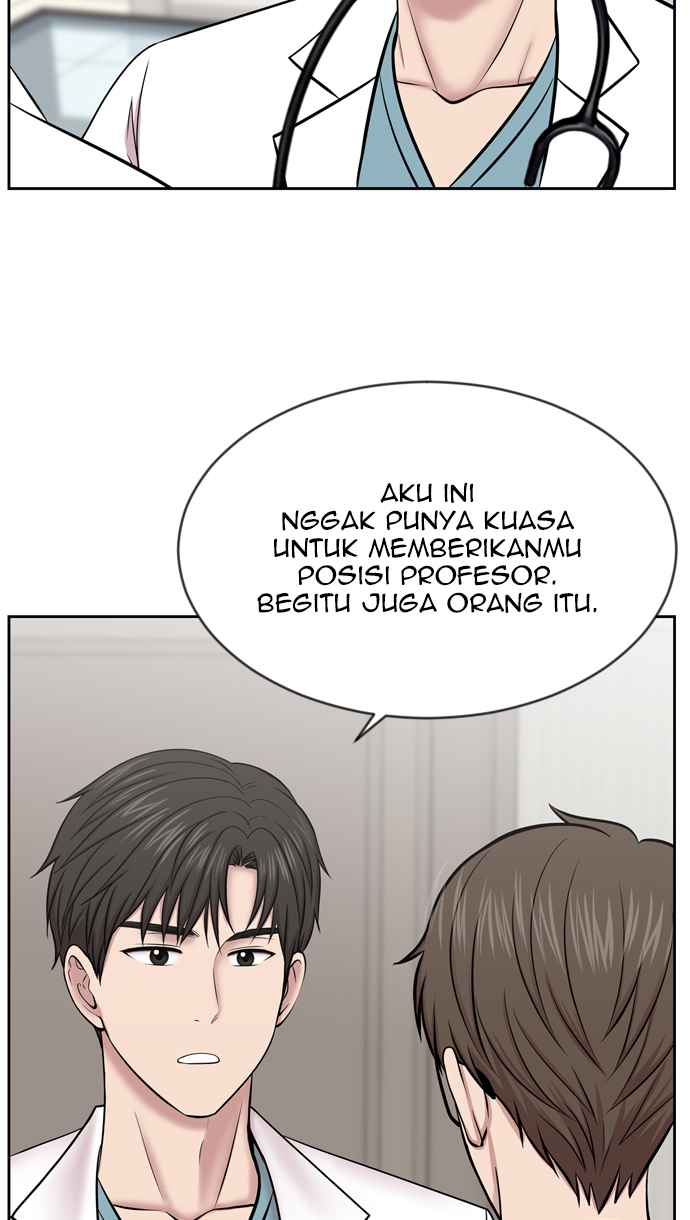 AKU INI
NGGAK PUNYA KUASA
UNTUK MEMBERIKANMU
POSISI PROFESOR.
BEGITU JUGA ORANG ITU.